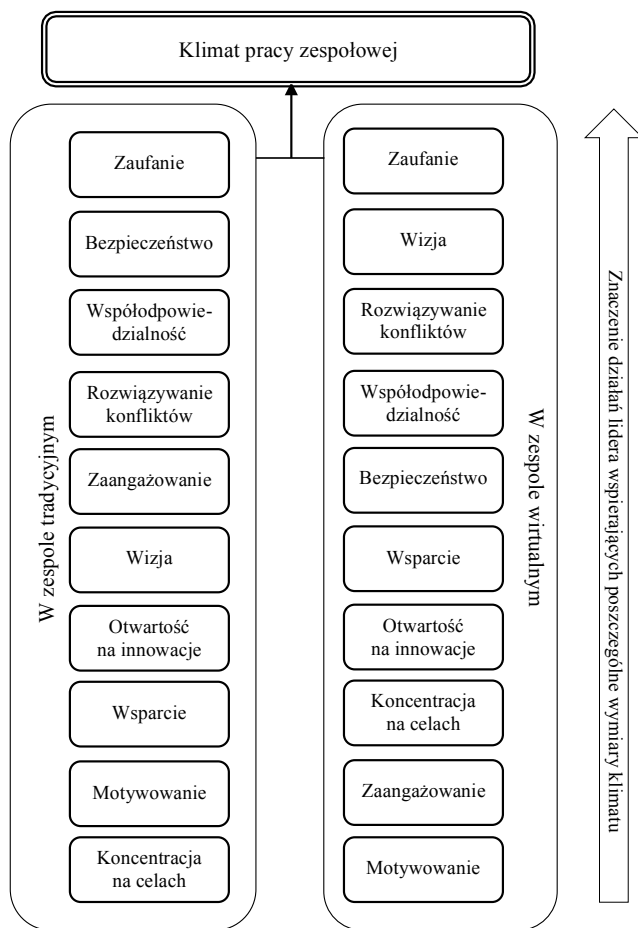 Klimat pracy zespołowej
W zespole tradycyjnym
Zaufanie
Bezpieczeństwo
Współodpowie-
dzialność
Rozwiązywanie
konfliktów
Zaangażowanie
Wizja
Otwartość
na innowacje
Wsparcie
Motywowanie
Koncentracja
na celach
Zaufanie
Wizja
Rozwiązywanie
konfliktów
Współodpowie-
dzialność
Bezpieczeństwo
Wsparcie
Otwartość
na innowacje
Koncentracja
na celach
Zaangażowanie
Motywowanie
W zespole wirtualnym
Znaczenie działań lidera wspierających poszczególne wymiary klimatu